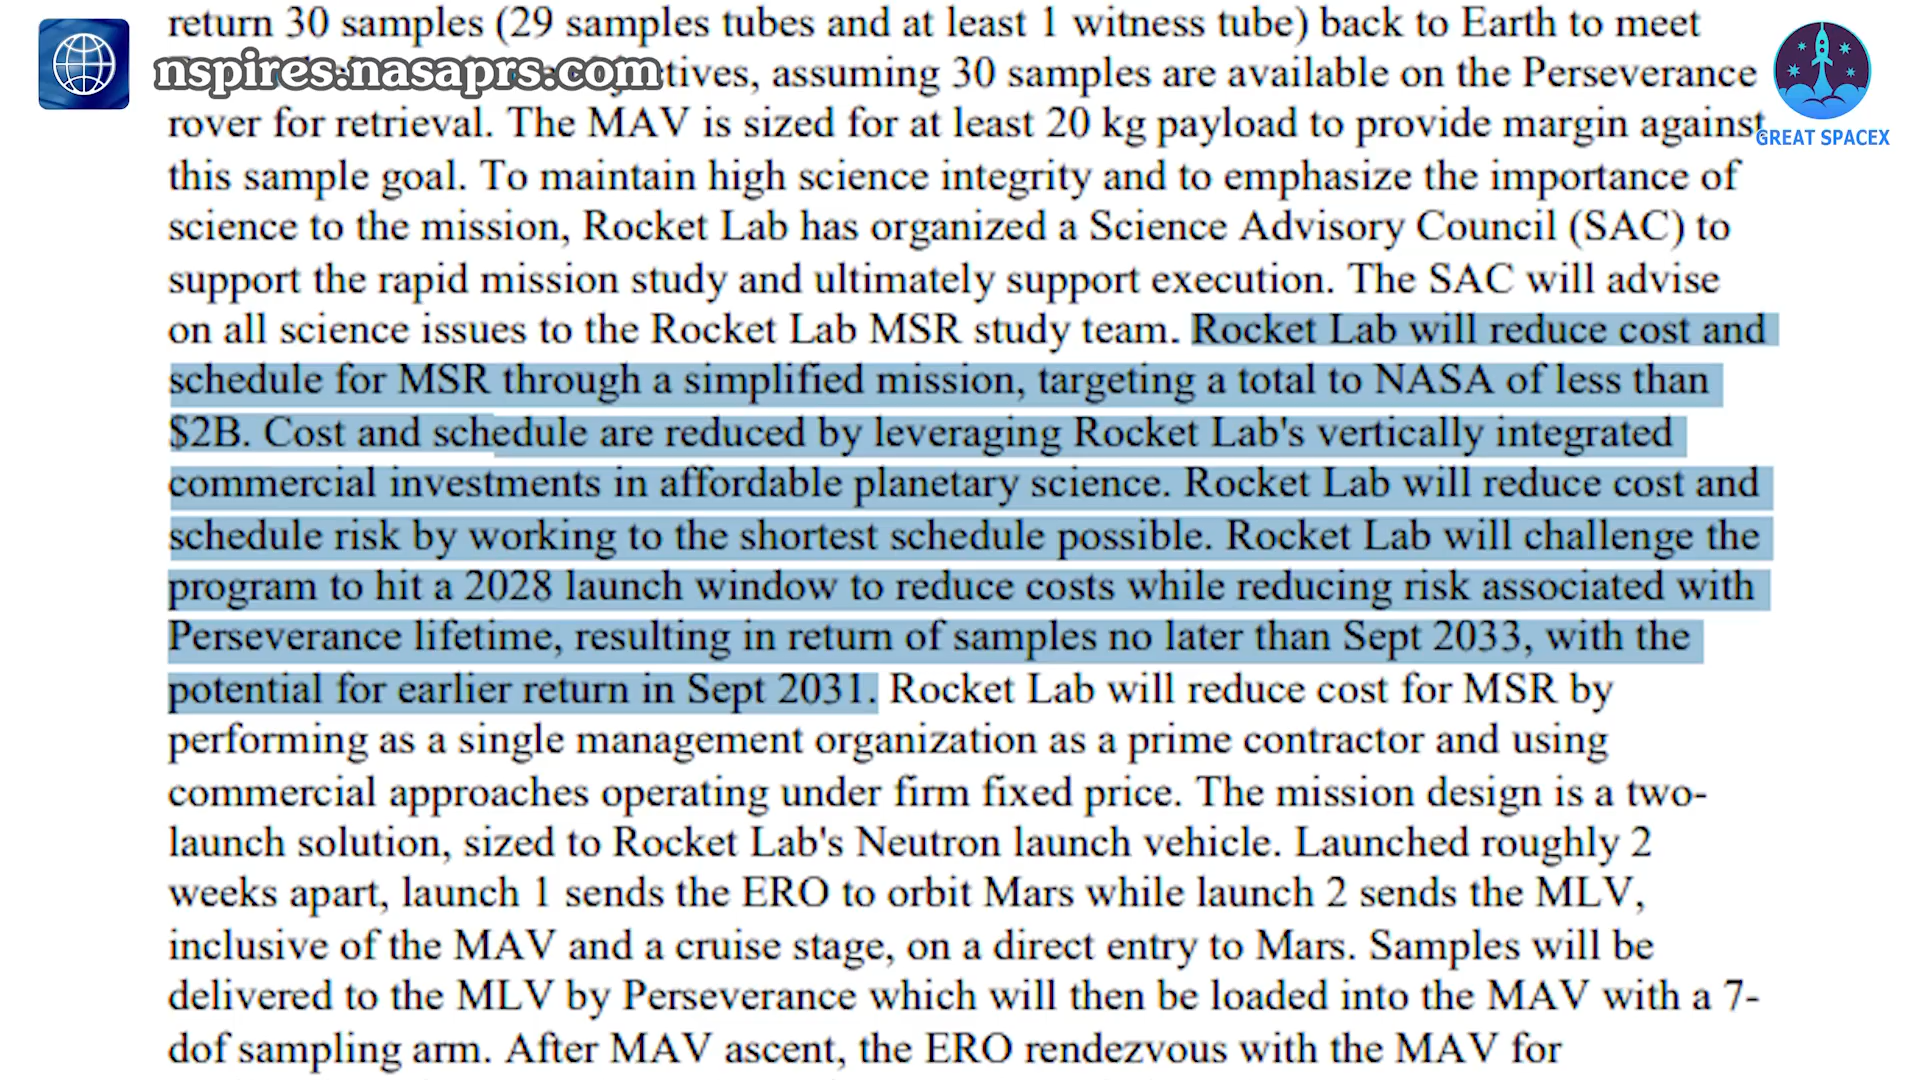 return 30 samples (29 samples tubes and at least 1 witness tube) back to Earth to meet
nspires.nasaprs.com
tives, assuming 30 samples are available on the Perseverance
rover for retrieval. The MAV is sized for at least 20 kg payload to provide margin against
GREAT SPACEX
this sample goal. To maintain high science integrity and to emphasize the importance of
science to the mission, Rocket Lab has organized a Science Advisory Council (SAC) to
support the rapid mission study and ultimately support execution. The SAC will advise
on all science issues to the Rocket Lab MSR study team. Rocket Lab will reduce cost and
schedule for MSR through a simplified mission, targeting a total to NASA of less than
$2B. Cost and schedule are reduced by leveraging Rocket Lab's vertically integrated
commercial investments in affordable planetary science. Rocket Lab will reduce cost and
schedule risk by working to the shortest schedule possible. Rocket Lab will challenge the
program to hit a 2028 launch window to reduce costs while reducing risk associated with
Perseverance lifetime, resulting in return of samples no later than Sept 2033, with the
potential for earlier return in Sept 2031. Rocket Lab will reduce cost for MSR by
performing as a single management organization as a prime contractor and using
commercial approaches operating under firm fixed price. The mission design is a two-
launch solution, sized to Rocket Lab's Neutron launch vehicle. Launched roughly 2
weeks apart, launch 1 sends the ERO to orbit Mars while launch 2 sends the MLV,
inclusive of the MAV and a cruise stage, on a direct entry to Mars. Samples will be
delivered to the MLV by Perseverance which will then be loaded into the MAV with a 7-
dof sampling arm. After MAV ascent, the ERO rendezvous with the MAV for